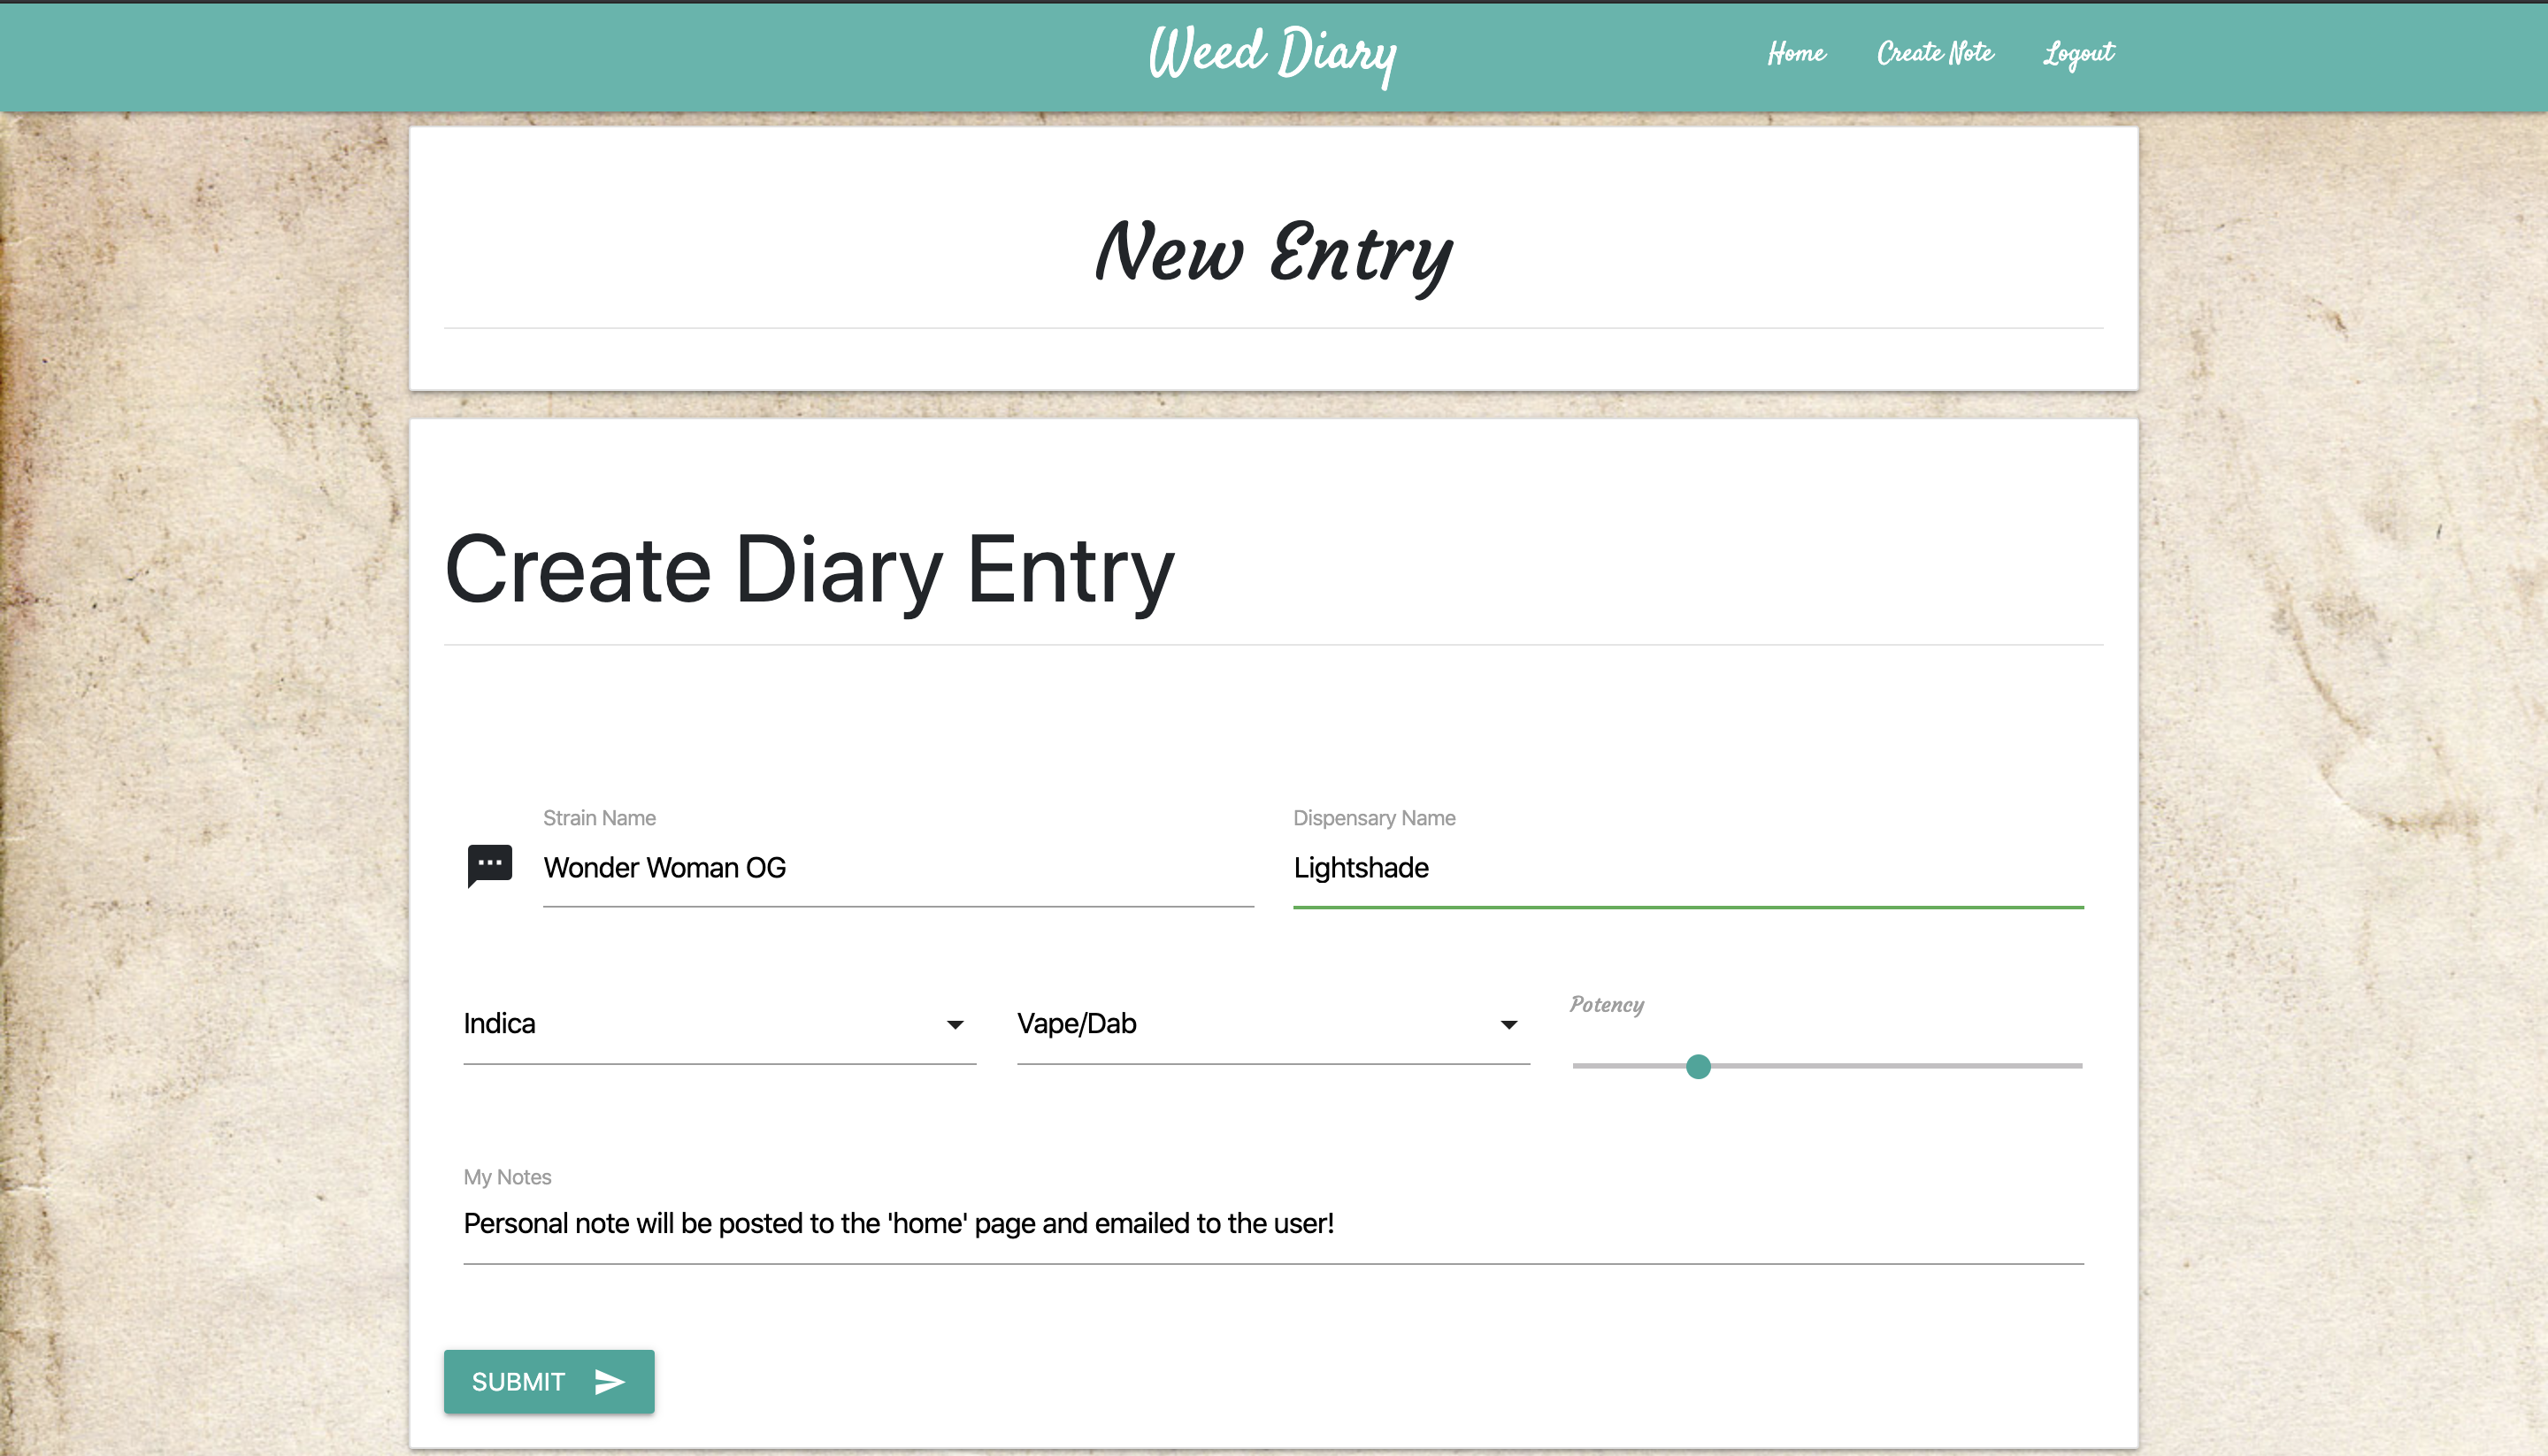 Weed Diary
Home Create Note Logout
New Entry
Create Diary Entry
Strain Name Dispensary Name
Wonder Woman OG Lightshade
Potency
Indica Vape/Dab
My Notes
Personal note will be posted to the 'home' page and emailed to the user!
SUBMIT